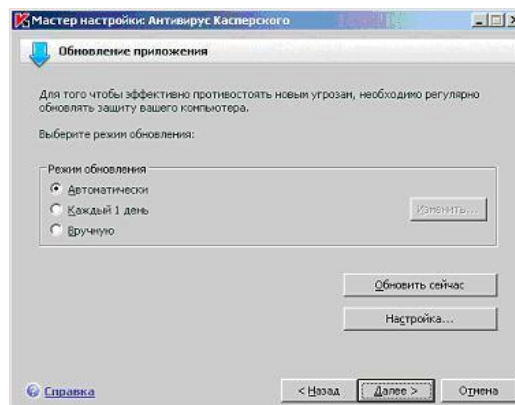 Мастер настройки: Антивирус Касперского
Обновление приложения
Для того чтобы эффективно противостоять новым угрозам, необходимо регулярно
обновлять защиту вашего компьютера.
Выберите режим обновления:
Режим обновления
Автоматически
Каждый 1 день
Изменить...
Вручную
Обновить сейчас
Настройка...
Справка
< Назад
Далее >
Отмена